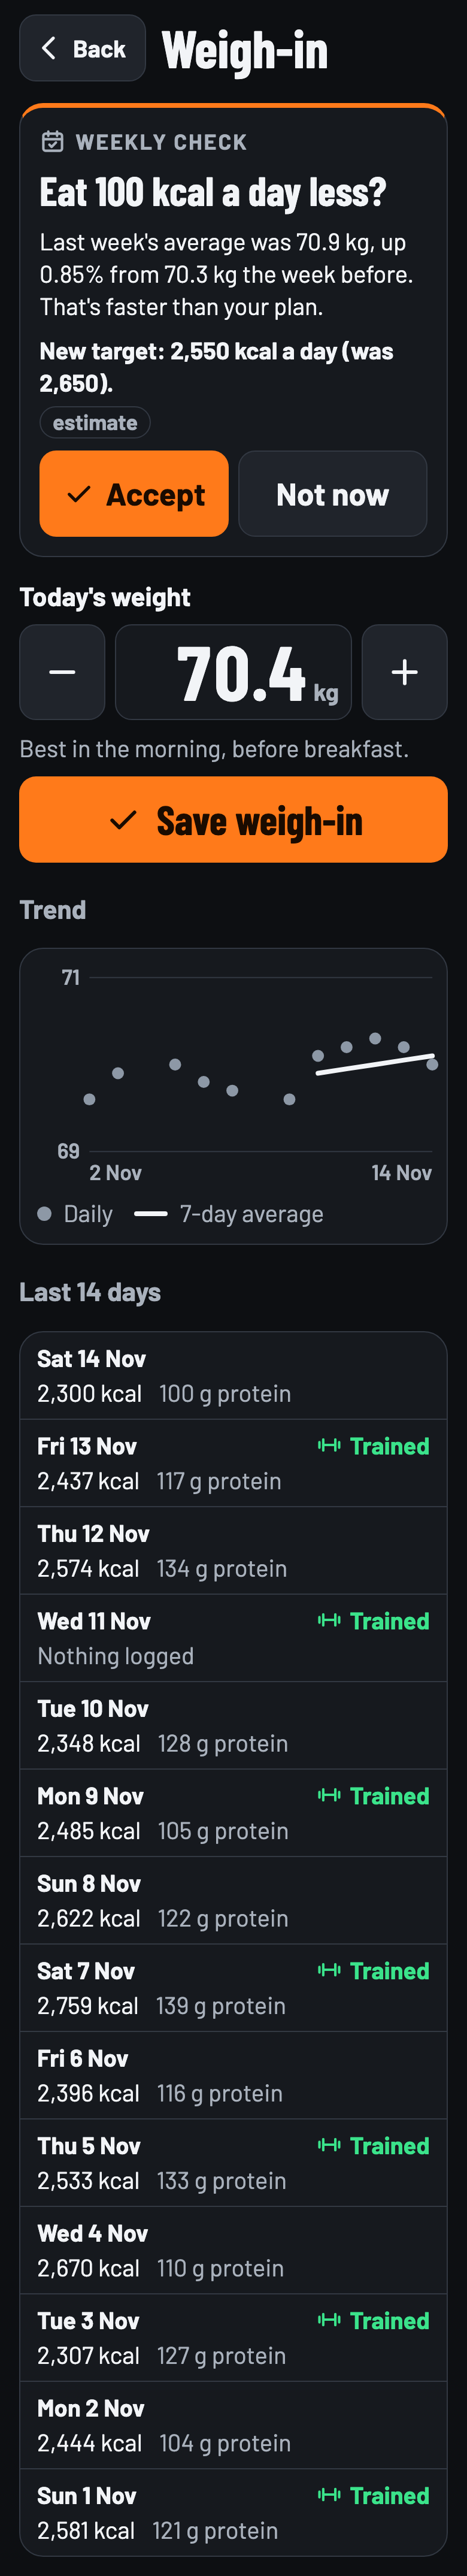 Back
Weigh-in
WEEKLY CHECK
Eat 100 kcal a day less?
Last week's average was 70.9 kg, up
0.85% from 70.3 kg the week before.
That's faster than your plan.
New target: 2,550 kcal a day (was
2,650).
estimate
Accept
Not now
Today's weight
70.4 kg
Best in the morning, before breakfast.
Save weigh-in
Trend
71
69
2 Nov
14 Nov
Daily
7-day average
Last 14 days
Sat 14 Nov
2,300 kcal 100 g protein
Fri 13 Nov Trained
2,437 kcal 117 g protein
Thu 12 Nov
2,574 kcal 134 g protein
Wed 11 Nov Trained
Nothing logged
Tue 10 Nov
2,348 kcal 128 g protein
Mon 9 Nov Trained
2,485 kcal 105 g protein
Sun 8 Nov
2,622 kcal 122 g protein
Sat 7 Nov Trained
2,759 kcal 139 g protein
Fri 6 Nov
2,396 kcal 116 g protein
Thu 5 Nov Trained
2,533 kcal 133 g protein
Wed 4 Nov
2,670 kcal 110 g protein
Tue 3 Nov Trained
2,307 kcal 127 g protein
Mon 2 Nov
2,444 kcal 104 g protein
Sun 1 Nov Trained
2,581 kcal 121 g protein